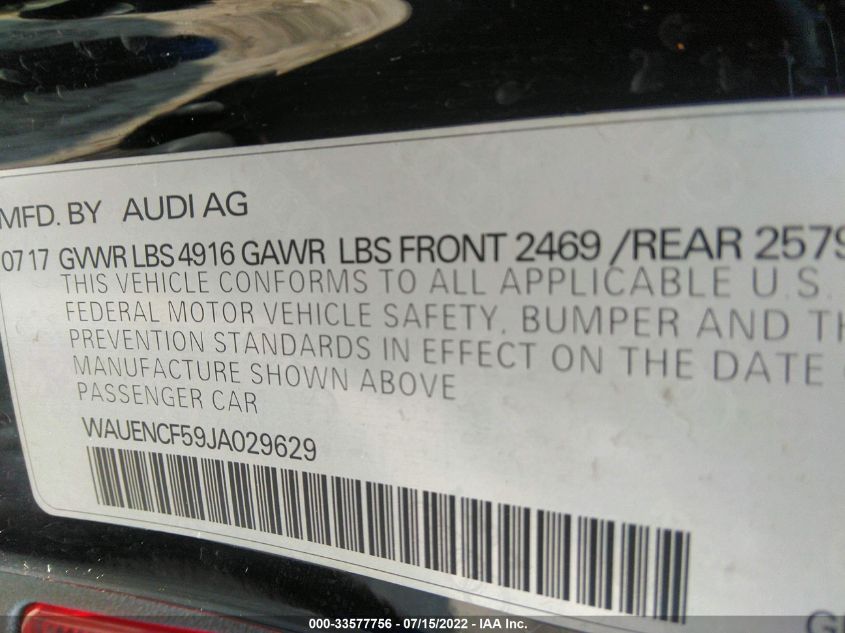 MFD. BY AUDI AG
07 17 GVWR LBS 4916 GAWR LBS FRONT 2469 /REAR 2579
THIS VEHICLE CONFORMS TO ALL APPLICABLE U.S.
FEDERAL MOTOR VEHICLE SAFETY, BUMPER AND TH
PREVENTION STANDARDS IN EFFECT ON THE DATE
MANUFACTURE SHOWN ABOVE
PASSENGER CAR
WAUENCF59JA029629
000-33577756 - 07/15/2022 - IAA Inc.